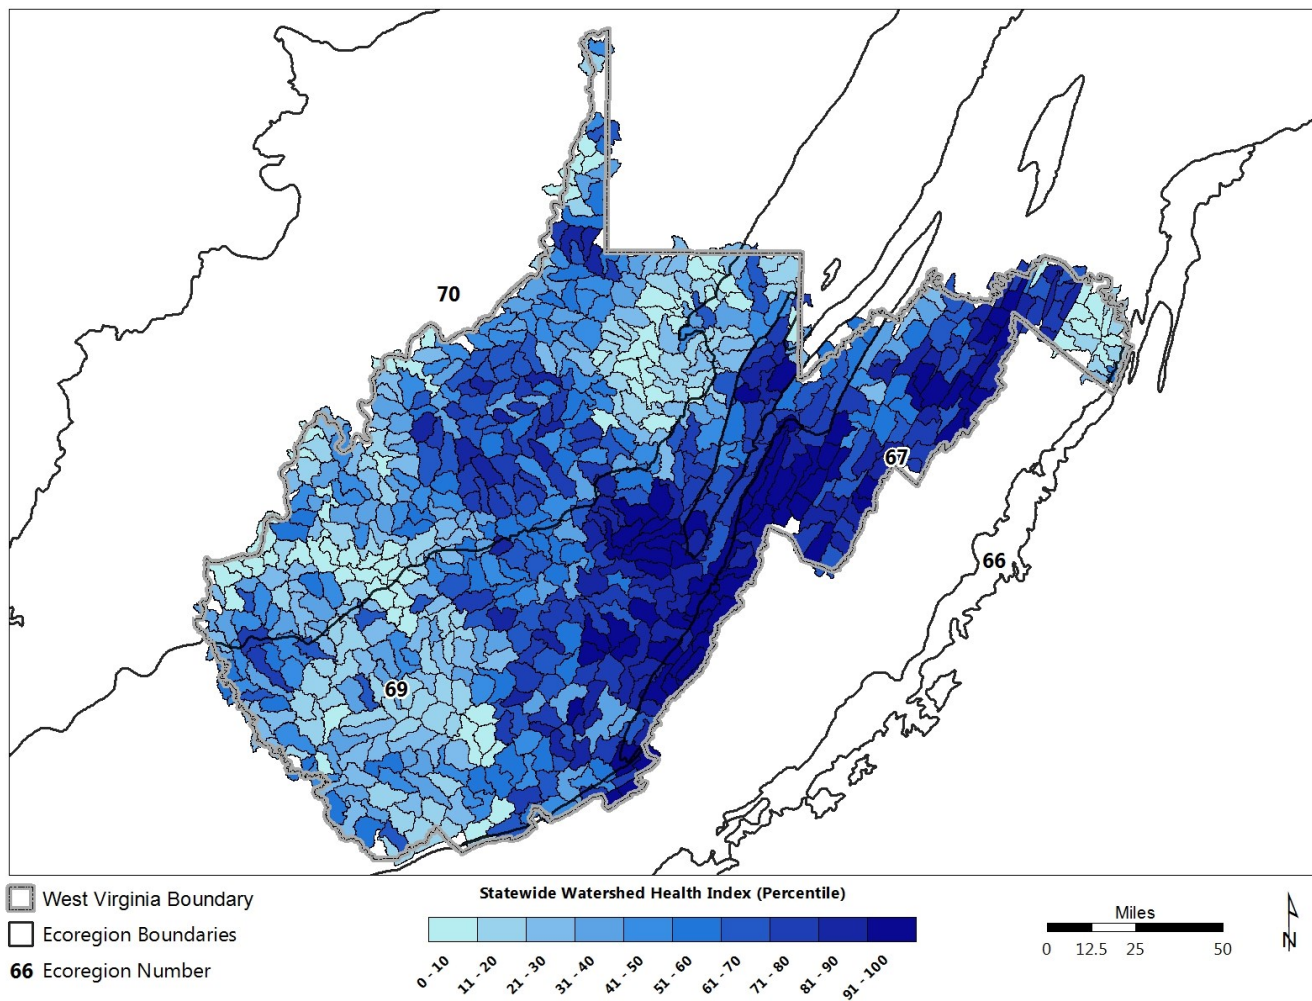 70
67
66
69
West Virginia Boundary
Ecoregion Boundaries
66 Ecoregion Number
Statewide Watershed Health Index (Percentile)
0 - 10
11 - 20
21 - 30
31 - 40
41 - 50
51 - 60
61 - 70
71 - 80
81 - 90
91 - 100
Miles
0 12.5 25 50
N